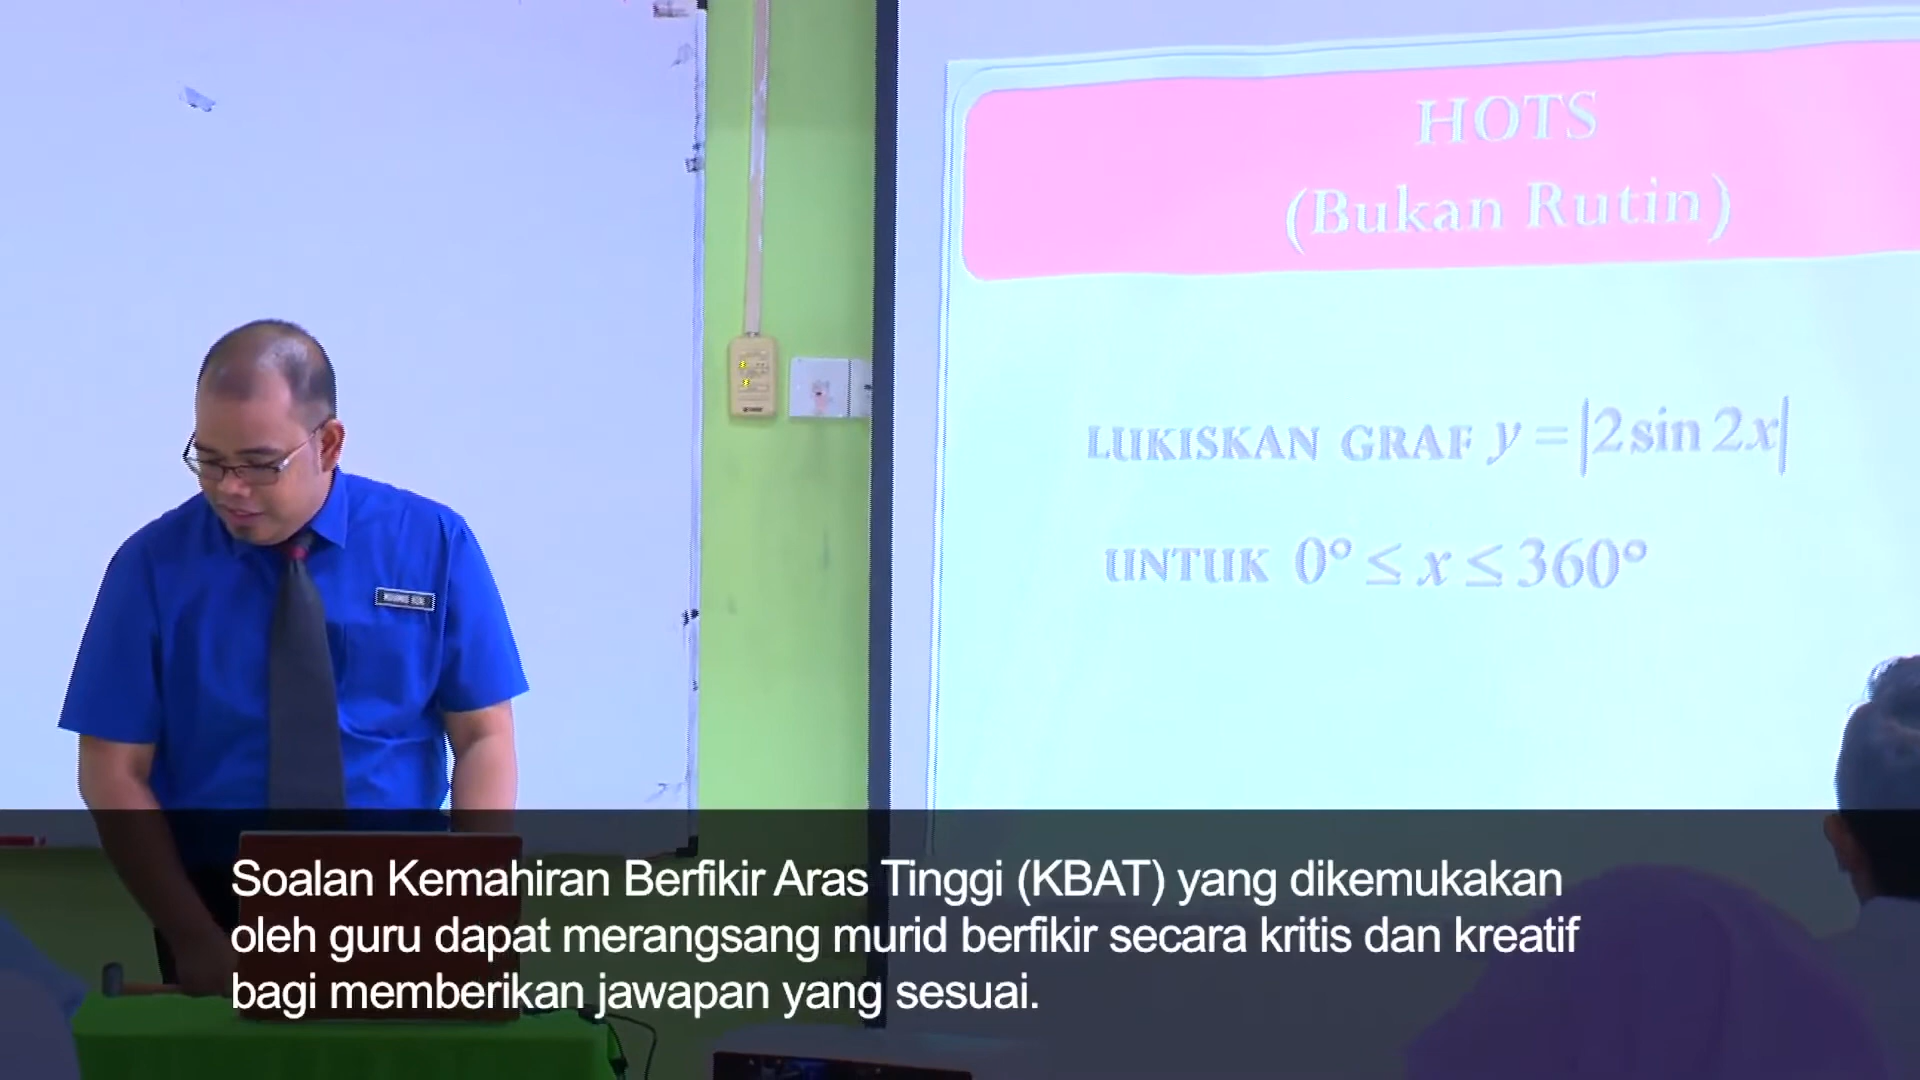 HOTS
(Bukan Rutin)
LUKISKAN GRAF y = |2 sin 2x|
UNTUK 0° ≤ x ≤ 360°
Soalan Kemahiran Berfikir Aras Tinggi (KBAT) yang dikemukakan
oleh guru dapat merangsang murid berfikir secara kritis dan kreatif
bagi memberikan jawapan yang sesuai.